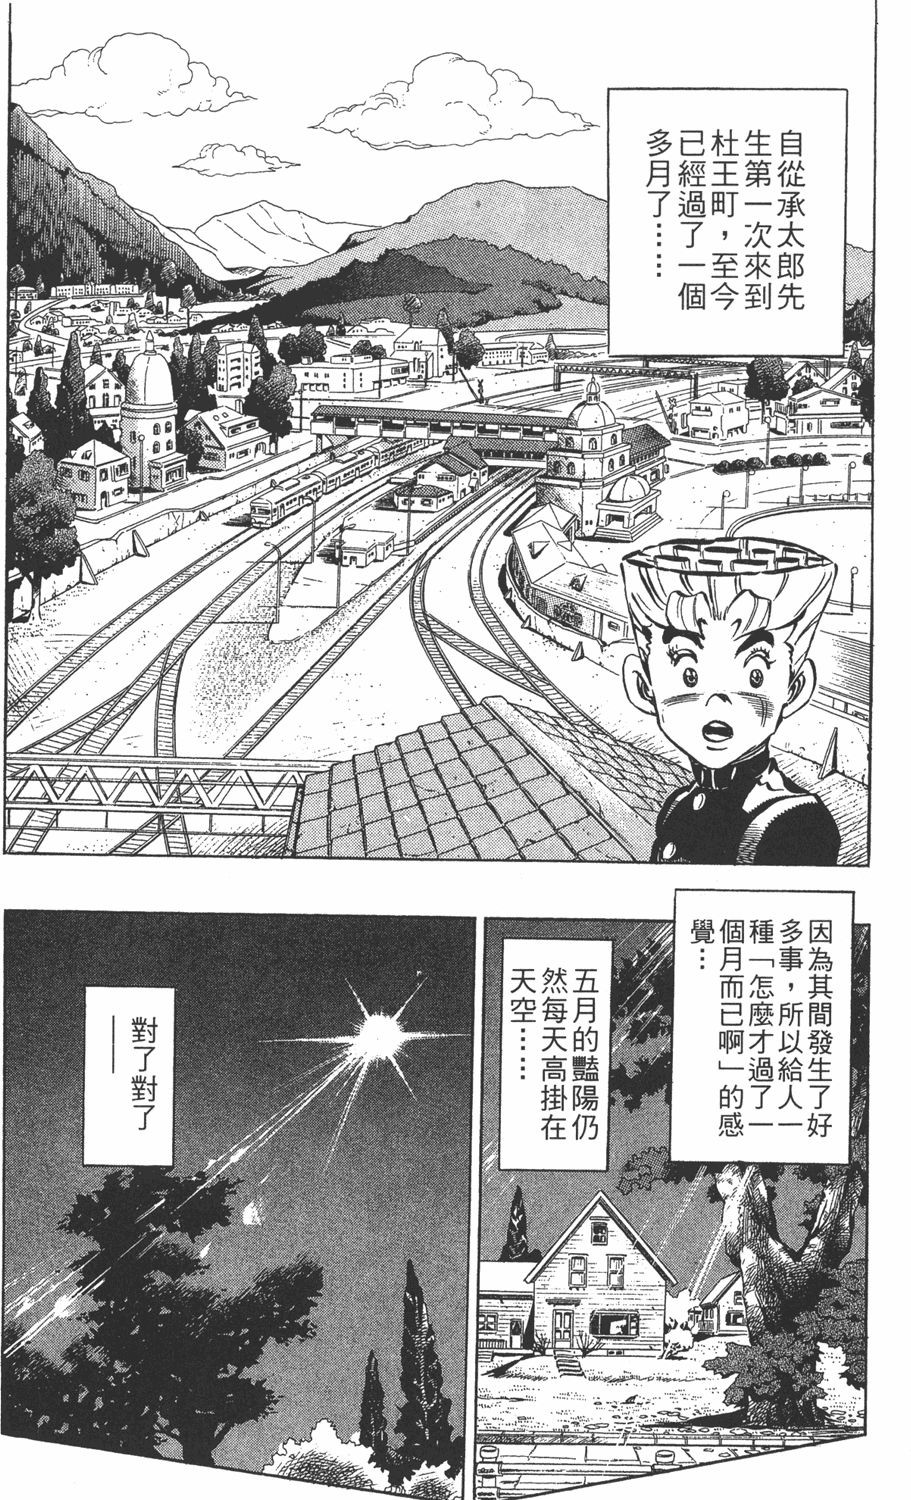 自從承太郎先
生第一次來到
杜王町，至今
已經過了一個
多月了……
因為其間發生了好
多事，所以給人一
種「怎麼才過了一
個月而已啊」的感
覺…
五月的豔陽仍
然每天高掛在
天空……
對了對了
——